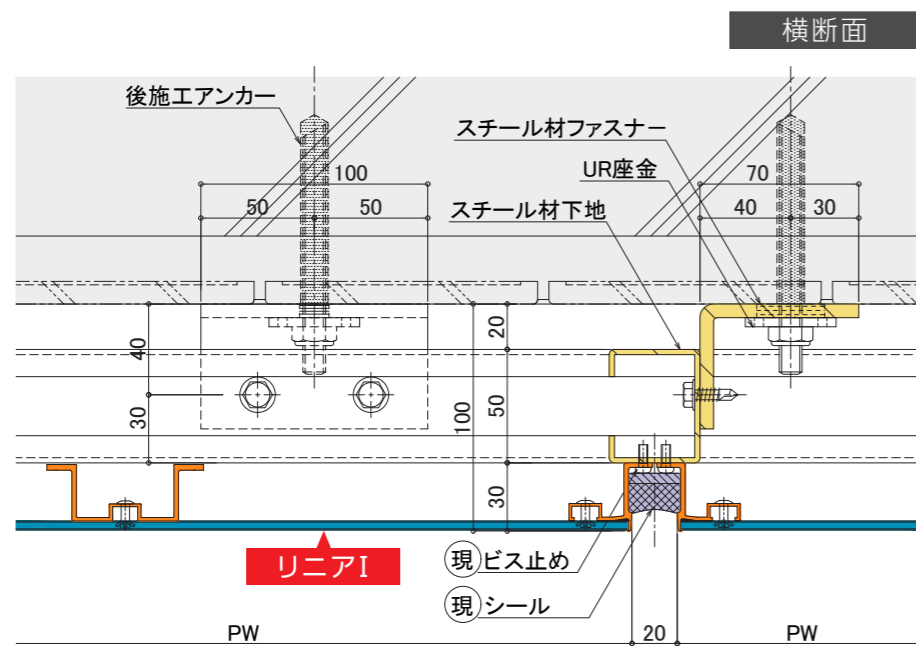 横断面
後施工アンカー
スチール材ファスナー
100
UR座金
70
50
50
スチール材下地
40
30
40
30
100
20
50
30
リニアI
現 ビス止め
現 シール
PW
20
PW